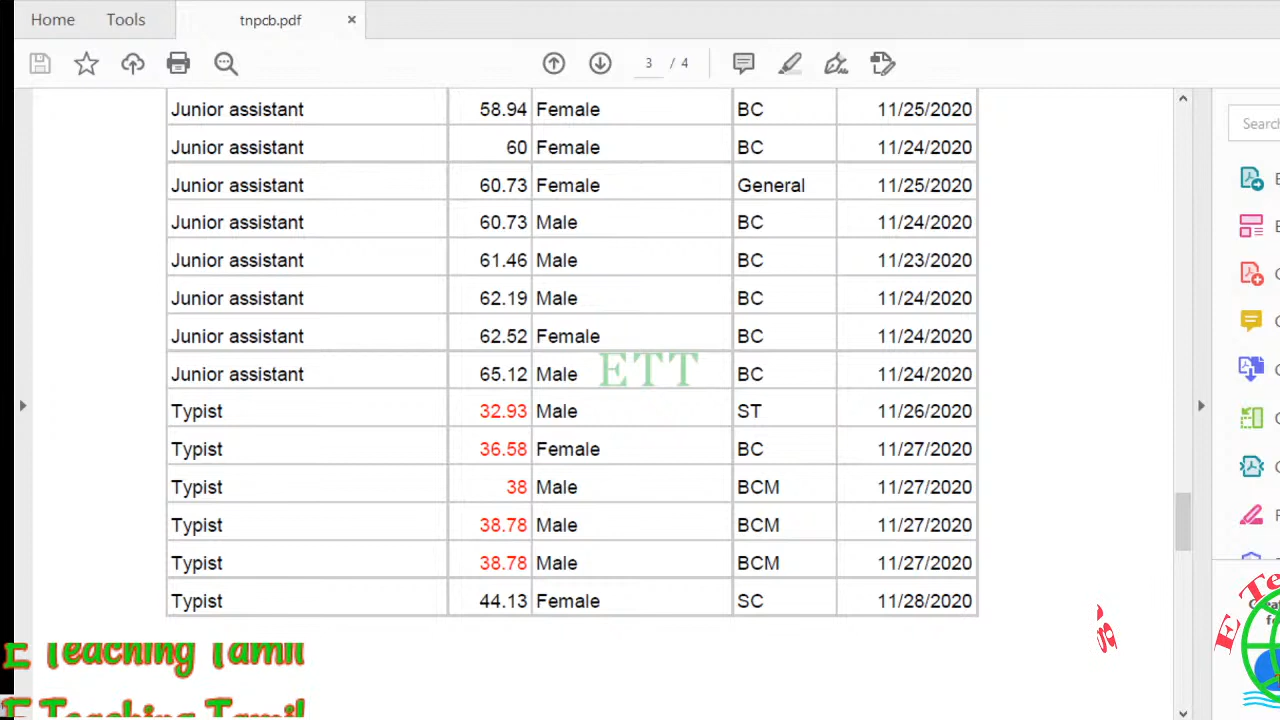 Home Tools tnpcb.pdf ×
3 / 4
Search
Junior assistant 58.94 Female BC 11/25/2020
Junior assistant 60 Female BC 11/24/2020
Junior assistant 60.73 Female General 11/25/2020
Junior assistant 60.73 Male BC 11/24/2020
Junior assistant 61.46 Male BC 11/23/2020
Junior assistant 62.19 Male BC 11/24/2020
Junior assistant 62.52 Female BC 11/24/2020
ETT
Junior assistant 65.12 Male BC 11/24/2020
Typist 32.93 Male ST 11/26/2020
Typist 36.58 Female BC 11/27/2020
Typist 38 Male BCM 11/27/2020
Typist 38.78 Male BCM 11/27/2020
Typist 38.78 Male BCM 11/27/2020
Typist 44.13 Female SC 11/28/2020
E Teaching Tamil
E Teaching Tamil